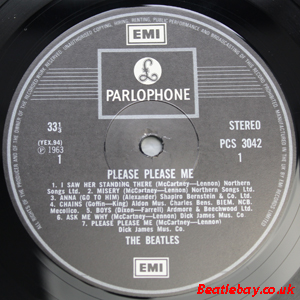 EMI
PARLOPHONE
33⅓
STEREO
(YEX.94)
PCS 3042
℗ 1963
1
1
PLEASE PLEASE ME
1. I SAW HER STANDING THERE (McCartney—Lennon) Northern
Songs Ltd. 2. MISERY (McCartney—Lennon) Northern Songs Ltd.
3. ANNA (GO TO HIM) (Alexander) Shapiro Bernstein & Co. Ltd.
4. CHAINS (Goffin—King) Aldon Mus. BIEM. NCB.
5. BOYS (Dixon—Farrell) Ardmore & Beechwood Ltd.
6. ASK ME WHY (McCartney—Lennon) Dick James Mus. Co.
7. PLEASE PLEASE ME (McCartney—Lennon)
Dick James Mus. Co.
THE BEATLES
EMI
Beatlebay.co.uk